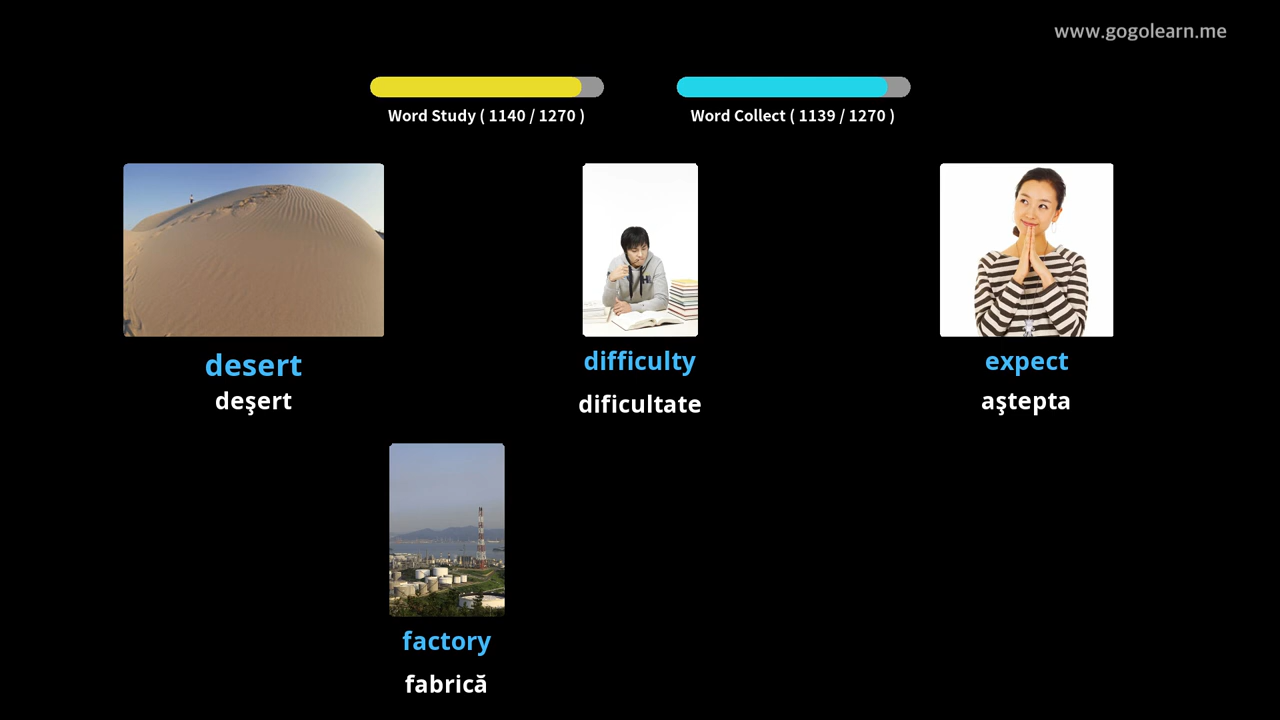 www.gogolearn.me
Word Study ( 1140 / 1270 )
Word Collect ( 1139 / 1270 )
desert
deşert
difficulty
dificultate
expect
aştepta
factory
fabrică